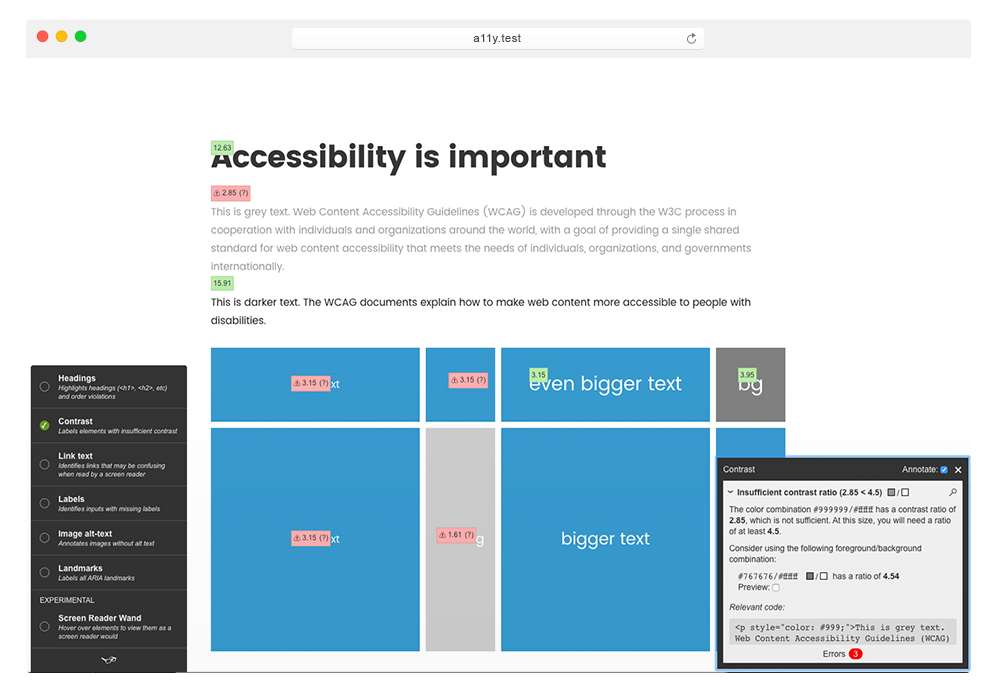 a11y.test
12.63
Accessibility is important
2.85 (?)
This is grey text. Web Content Accessibility Guidelines (WCAG) is developed through the W3C process in
cooperation with individuals and organizations around the world, with a goal of providing a single shared
standard for web content accessibility that meets the needs of individuals, organizations, and governments
internationally.
15.91
This is darker text. The WCAG documents explain how to make web content more accessible to people with
disabilities.
3.15 (?) xt
3.15 (?)
3.15
even bigger text
3.95
bg
3.15 (?) xt
1.61 (?) g
bigger text
Headings
Highlights headings (<h1>, <h2>, etc)
and order violations
Contrast
Labels elements with insufficient contrast
Link text
Identifies links that may be confusing
when read by a screen reader
Labels
Identifies inputs with missing labels
Image alt-text
Annotates images without alt text
Landmarks
Labels all ARIA landmarks
EXPERIMENTAL
Screen Reader Wand
Hover over elements to view them as a
screen reader would
Contrast
Annotate:
Insufficient contrast ratio (2.85 < 4.5) /
The color combination #999999/#ffffff has a contrast ratio of
2.85, which is not sufficient. At this size, you will need a ratio
of at least 4.5.
Consider using the following foreground/background
combination:
#767676/#ffffff / has a ratio of 4.54
Preview:
Relevant code:
<p style="color: #999;">This is grey text.
Web Content Accessibility Guidelines (WCAG)
Errors 3